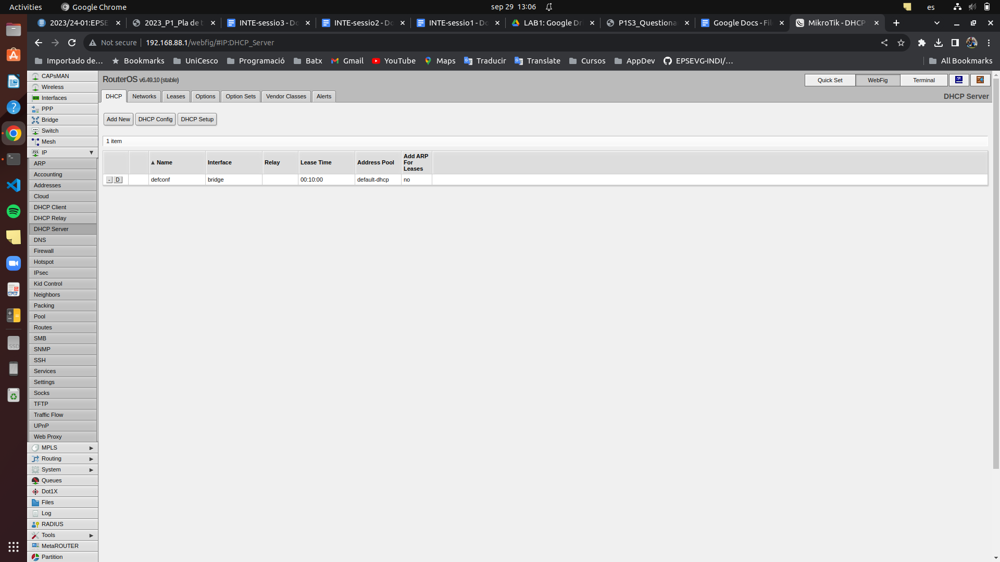 Activities
Google Chrome
sep 29 13:06
es
2023/24-01:EPSE
2023_P1_Pla de t
INTE-sessio3 - Do
INTE-sessio2 - Do
INTE-sessio1 - Do
LAB1: Google Dri
P1S3_Questiona
Google Docs - Fil
MikroTik - DHCP
Not secure
192.168.88.1/webfig/#IP:DHCP_Server
Importado de...
Bookmarks
UniCesco
Programació
Batx
Gmail
YouTube
Maps
Traducir
Translate
Cursos
AppDev
EPSEVG-INDI/...
All Bookmarks
RouterOS v6.49.10 (stable)
Quick Set
WebFig
Terminal
DHCP
Networks
Leases
Options
Option Sets
Vendor Classes
Alerts
DHCP Server
Add New
DHCP Config
DHCP Setup
1 item
▲ Name
Interface
Relay
Lease Time
Address Pool
Add ARP
For
Leases
- D
defconf
bridge
00:10:00
default-dhcp
no
CAPsMAN
Wireless
Interfaces
PPP
Bridge
Switch
Mesh
255
IP
ARP
Accounting
Addresses
Cloud
DHCP Client
DHCP Relay
DHCP Server
DNS
Firewall
Hotspot
IPsec
Kid Control
Neighbors
Packing
Pool
Routes
SMB
SNMP
SSH
Services
Settings
Socks
TFTP
Traffic Flow
UPnP
Web Proxy
MPLS
Routing
System
Queues
Dot1X
Files
Log
RADIUS
Tools
MetaROUTER
Partition
SSD